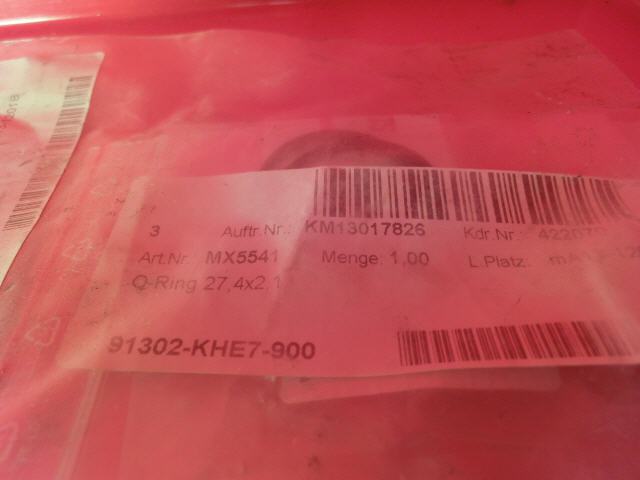 3 Auftr.Nr.: KM13017826 Kdr.Nr.: 42207
Art.Nr.: MX5541 Menge: 1,00 L.Platz:
O-Ring 27,4x2,1
91302-KHE7-900